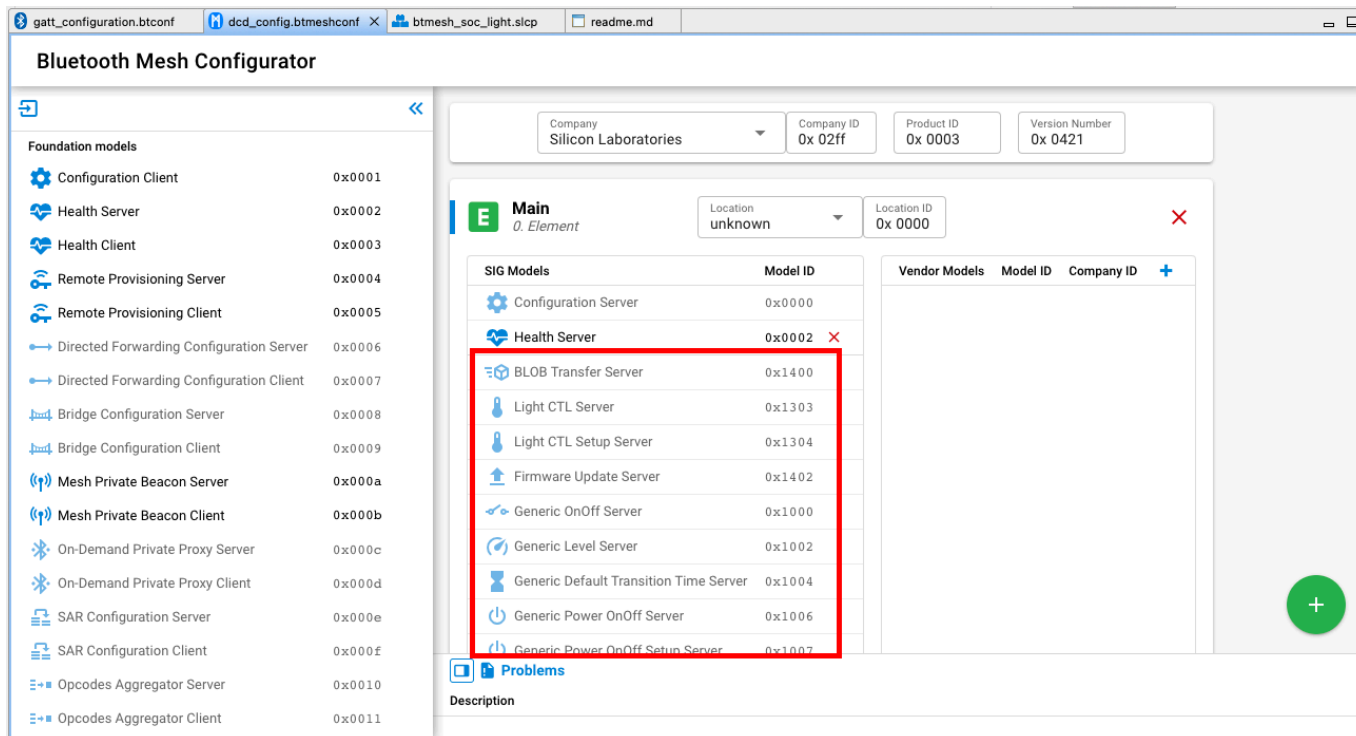 gatt_configuration.btconf dcd_config.btmeshconf btmesh_soc_light.slcp readme.md
Bluetooth Mesh Configurator
Foundation models
Configuration Client 0x0001
Health Server 0x0002
Health Client 0x0003
Remote Provisioning Server 0x0004
Remote Provisioning Client 0x0005
Directed Forwarding Configuration Server 0x0006
Directed Forwarding Configuration Client 0x0007
Bridge Configuration Server 0x0008
Bridge Configuration Client 0x0009
Mesh Private Beacon Server 0x000a
Mesh Private Beacon Client 0x000b
On-Demand Private Proxy Server 0x000c
On-Demand Private Proxy Client 0x000d
SAR Configuration Server 0x000e
SAR Configuration Client 0x000f
Opcodes Aggregator Server 0x0010
Opcodes Aggregator Client 0x0011
Company Company ID Product ID Version Number
Silicon Laboratories 0x 02ff 0x 0003 0x 0421
E Main Location Location ID
0. Element unknown 0x 0000
SIG Models Model ID
Configuration Server 0x0000
Health Server 0x0002
BLOB Transfer Server 0x1400
Light CTL Server 0x1303
Light CTL Setup Server 0x1304
Firmware Update Server 0x1402
Generic OnOff Server 0x1000
Generic Level Server 0x1002
Generic Default Transition Time Server 0x1004
Generic Power OnOff Server 0x1006
Generic Power OnOff Setup Server 0x1007
Vendor Models Model ID Company ID +
Problems
Description